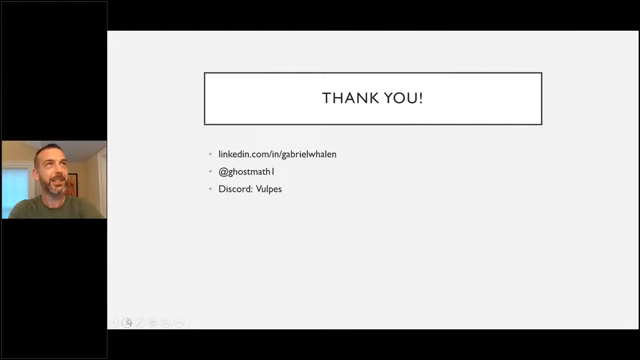 THANK YOU!
linkedin.com/in/gabrielwhalen
@ghostmath1
Discord: Vulpes